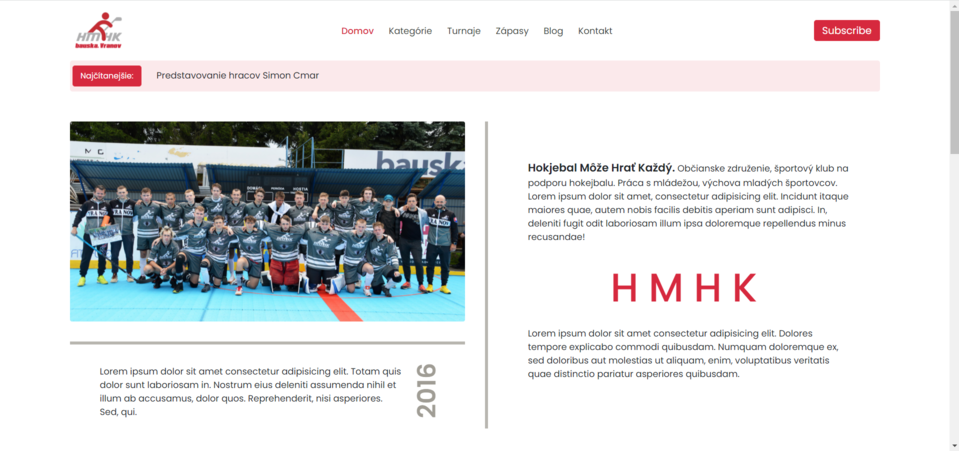 HMHK
bauska.Vranov
Domov
Kategórie
Turnaje
Zápasy
Blog
Kontakt
Subscribe
Najčítanejšie:
Predstavovanie hracov Simon Cmar
bauska
HOSTIA
Lorem ipsum dolor sit amet consectetur adipisicing elit. Totam quis
dolor sunt laboriosam in. Nostrum eius deleniti assumenda nihil et
illum ab accusamus, dolor quos. Reprehenderit, nisi asperiores.
Sed, qui.
2016
Hokjebal Môže Hrať Každý. Občianske združenie, športový klub na
podporu hokejbalu. Práca s mládežou, výchova mladých športovcov.
Lorem ipsum dolor sit amet, consectetur adipisicing elit. Incidunt itaque
maiores quae, autem nobis facilis debitis aperiam sunt adipisci. In,
deleniti fugit odit laboriosam illum ipsa doloremque repellendus minus
recusandae!
HMHK
Lorem ipsum dolor sit amet consectetur adipisicing elit. Dolores
tempore explicabo commodi quibusdam. Numquam doloremque ex,
sed doloribus aut molestias ut aliquam, enim, voluptatibus veritatis
quae distinctio pariatur asperiores quibusdam.